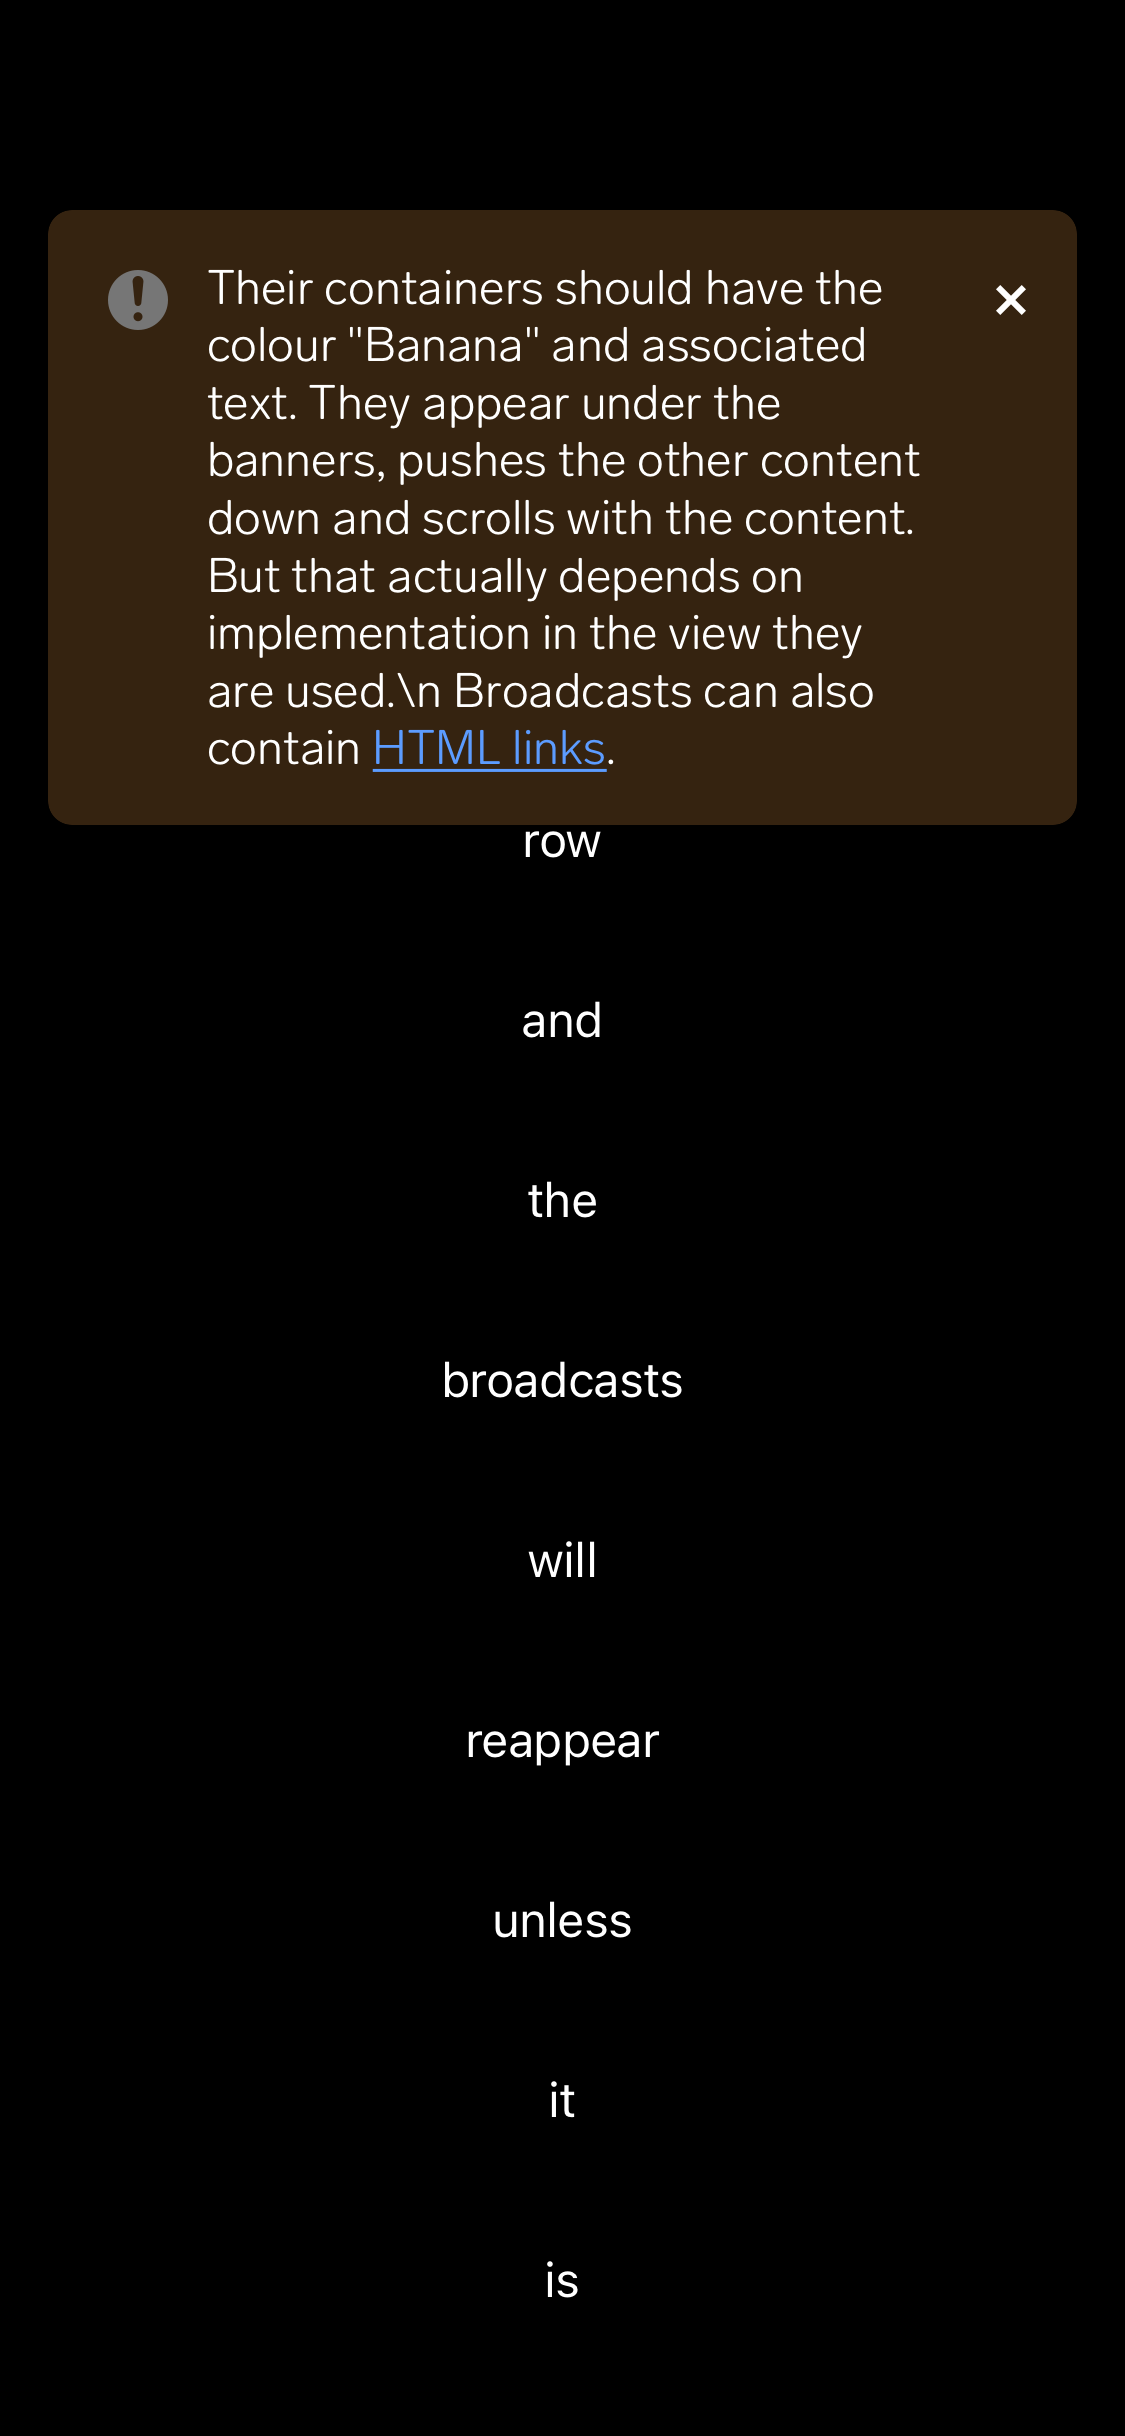 Their containers should have the
colour "Banana" and associated
text. They appear under the
banners, pushes the other content
down and scrolls with the content.
But that actually depends on
implementation in the view they
are used.\n Broadcasts can also
contain HTML links.
row
and
the
broadcasts
will
reappear
unless
it
is